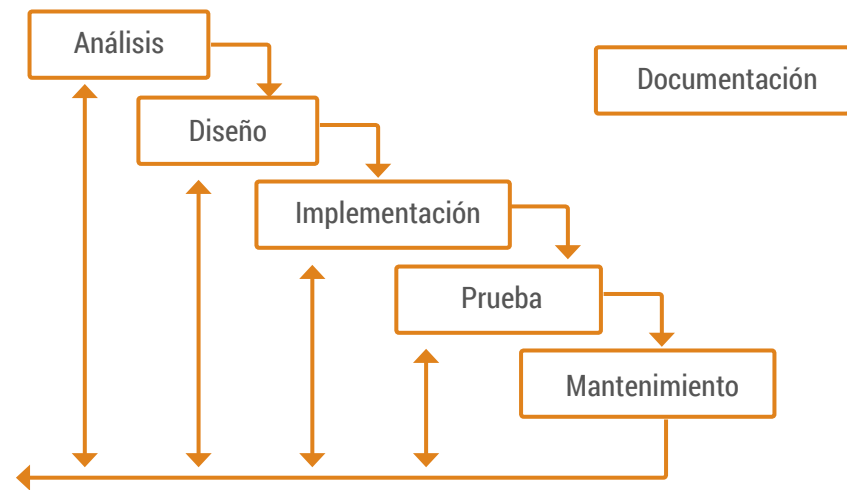 Análisis
Documentación
Diseño
Implementación
Prueba
Mantenimiento